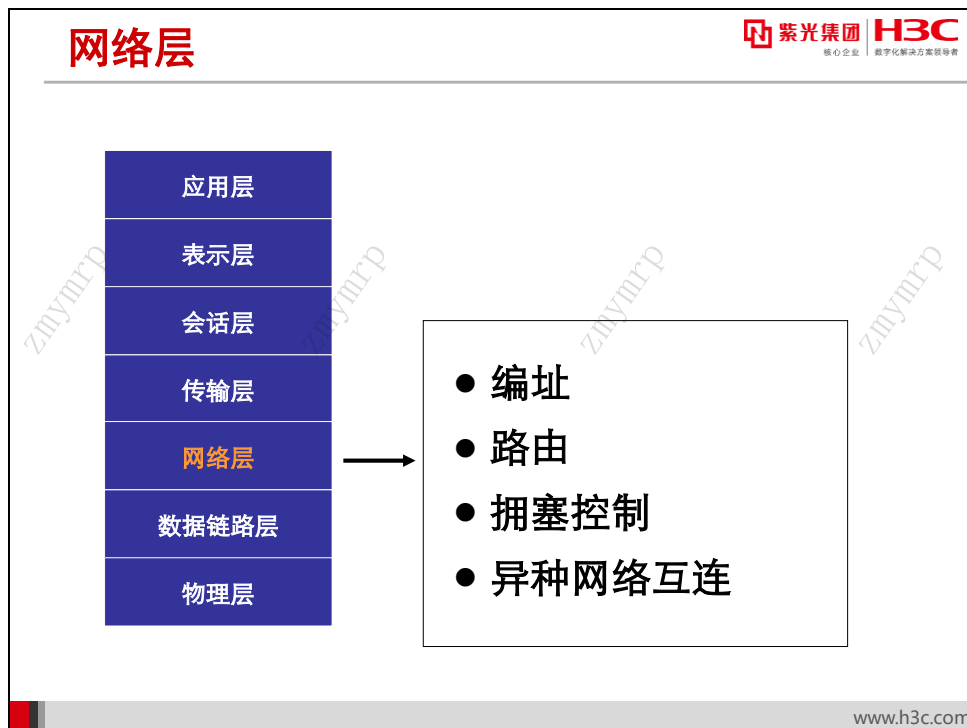 网络层
紫光集团 H3C
核心企业 数字化解决方案领导者
应用层
表示层
会话层
传输层
网络层
数据链路层
物理层
● 编址
● 路由
● 拥塞控制
● 异种网络互连
zmymrp
zmymrp
zmymrp
zmymrp
www.h3c.com